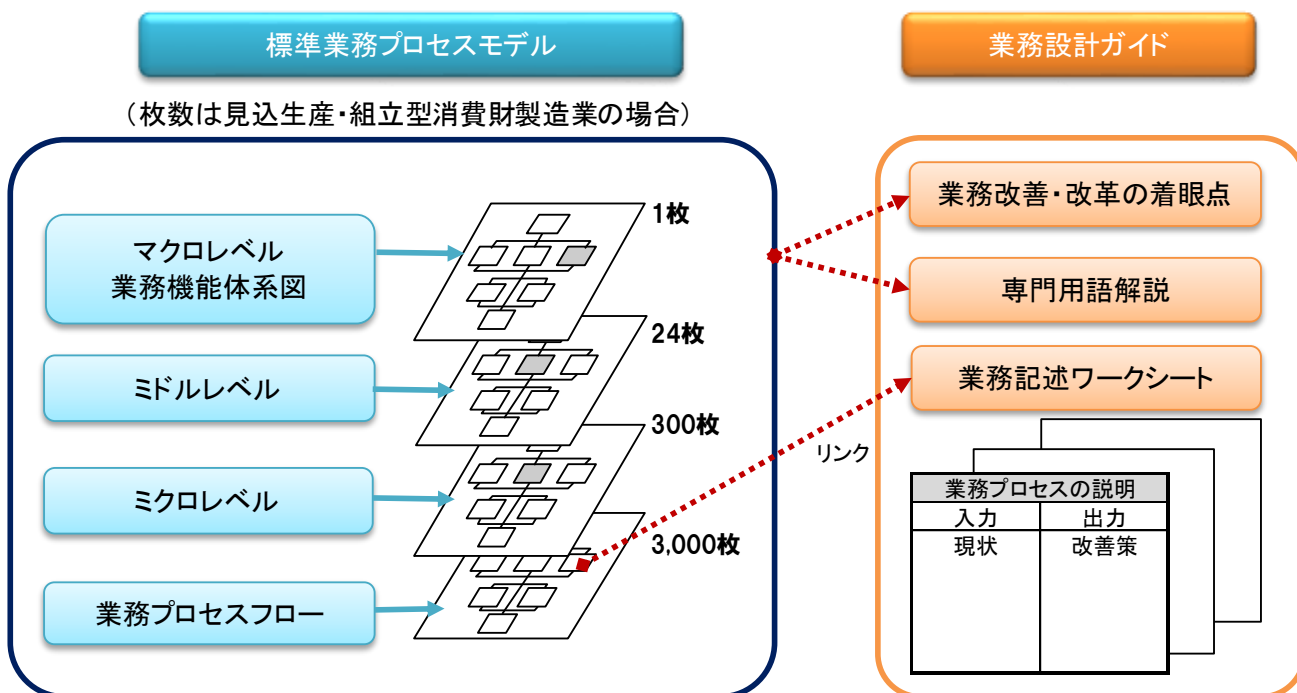 標準業務プロセスモデル
業務設計ガイド
（枚数は見込生産・組立型消費財製造業の場合）
マクロレベル
業務機能体系図
1枚
ミドルレベル
24枚
ミクロレベル
300枚
業務プロセスフロー
3,000枚
リンク
業務改善・改革の着眼点
専門用語解説
業務記述ワークシート
業務プロセスの説明
入力
出力
現状
改善策